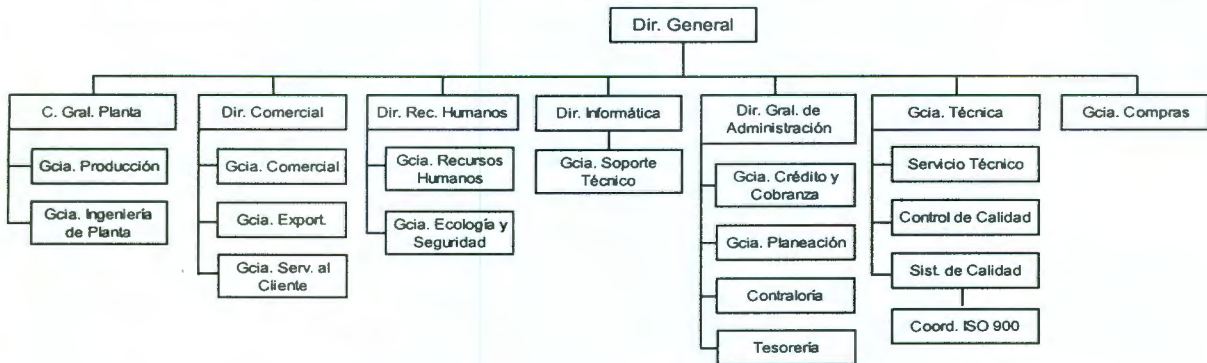 Dir. General
C. Gral. Planta
Gcia. Producción
Gcia. Ingeniería
de Planta
Dir. Comercial
Gcia. Comercial
Gcia. Export.
Gcia. Serv. al
Cliente
Dir. Rec. Humanos
Gcia. Recursos
Humanos
Gcia. Ecología y
Seguridad
Dir. Informática
Gcia. Soporte
Técnico
Dir. Gral. de
Administración
Gcia. Crédito y
Cobranza
Gcia. Planeación
Contraloría
Tesorería
Gcia. Técnica
Servicio Técnico
Control de Calidad
Sist. de Calidad
Coord. ISO 900
Gcia. Compras